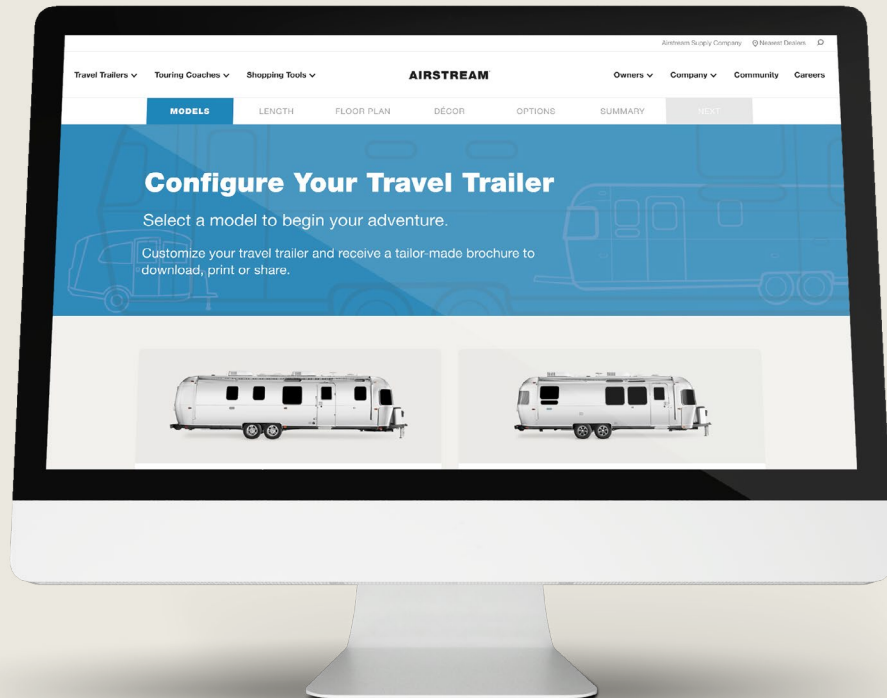 Airstream Supply Company Nearest Dealers
Travel Trailers Touring Coaches Shopping Tools AIRSTREAM Owners Company Community Careers
MODELS LENGTH FLOOR PLAN DÉCOR OPTIONS SUMMARY NEXT
Configure Your Travel Trailer
Select a model to begin your adventure.
Customize your travel trailer and receive a tailor-made brochure to
download, print or share.